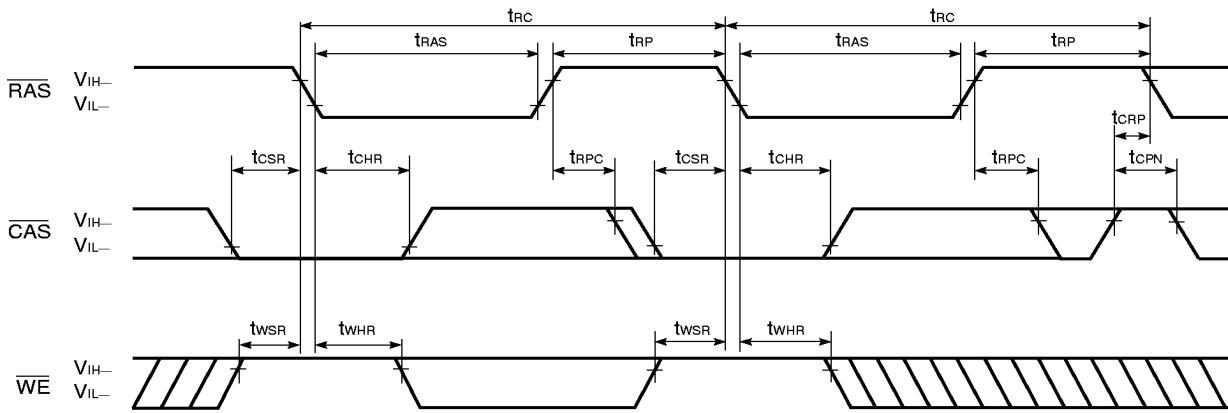 tRC tRC
tRAS tRP tRAS tRP
RAS VIH—
VIL—
tCRP
tCSR tCHR tRPC tCSR tCHR tRPC tCPN
CAS VIH—
VIL—
tWSR tWHR tWSR tWHR
WE VIH—
VIL—